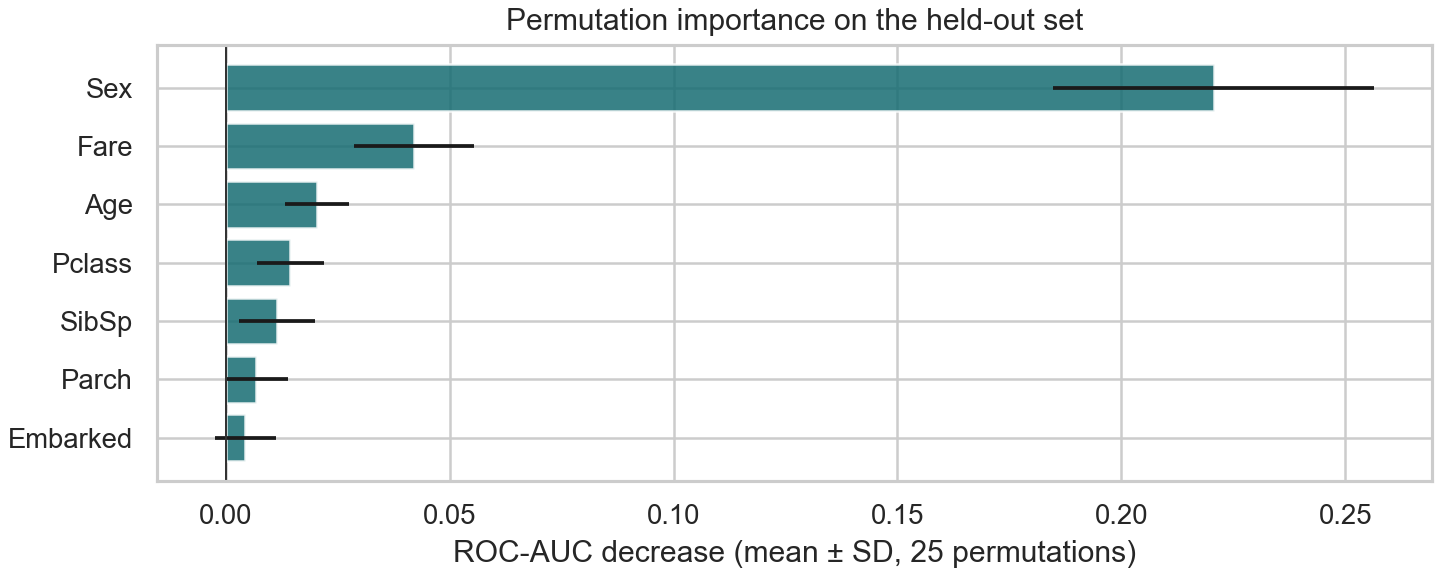 Permutation importance on the held-out set
Sex
Fare
Age
Pclass
SibSp
Parch
Embarked
0.00 0.05 0.10 0.15 0.20 0.25
ROC-AUC decrease (mean ± SD, 25 permutations)